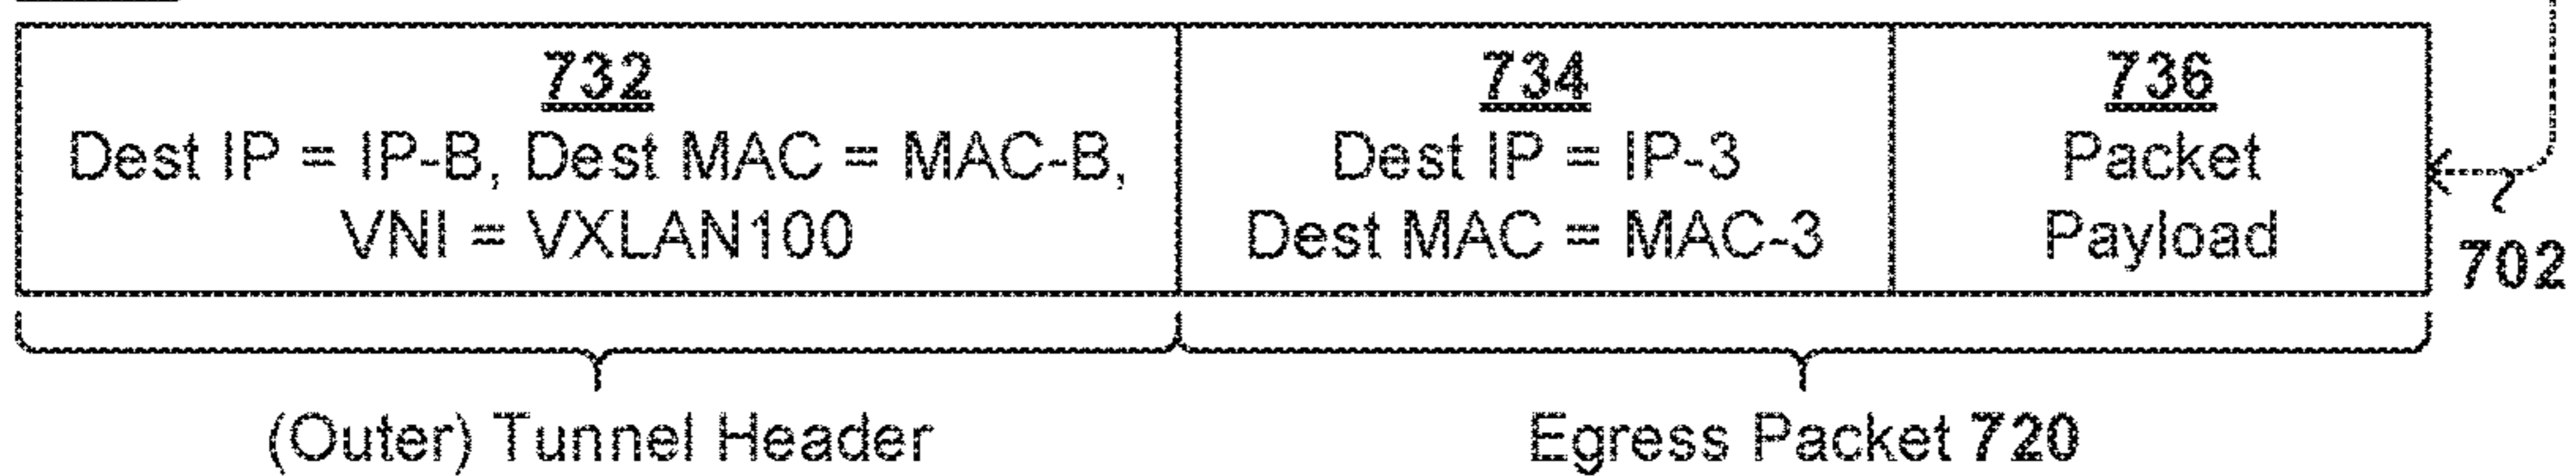 732
Dest IP = IP-B, Dest MAC = MAC-B,
VNI = VXLAN100
734
Dest IP = IP-3
Dest MAC = MAC-3
736
Packet
Payload
702
(Outer) Tunnel Header
Egress Packet 720